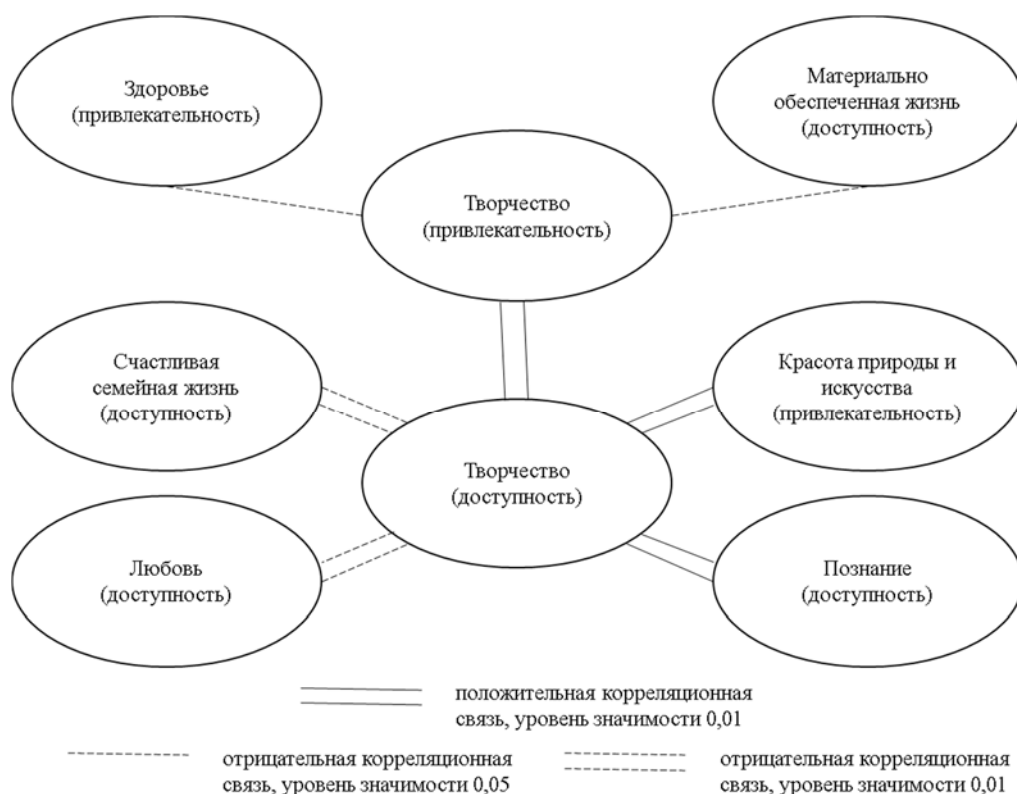 Здоровье
(привлекательность)
Материально
обеспеченная жизнь
(доступность)
Творчество
(привлекательность)
Счастливая
семейная жизнь
(доступность)
Красота природы и
искусства
(привлекательность)
Творчество
(доступность)
Любовь
(доступность)
Познание
(доступность)
положительная корреляционная
связь, уровень значимости 0,01
отрицательная корреляционная
связь, уровень значимости 0,05
отрицательная корреляционная
связь, уровень значимости 0,01